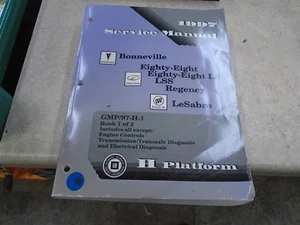 1997
Service Manual
Bonneville
Eighty-Eight
Eighty-Eight L
LSS
Regency
LeSabre
GMP/97-H-1
Book 1 of 2
Includes all except:
Engine Controls
Transmission/Transaxle Diagnosis
and Electrical Diagnosis
H Platform